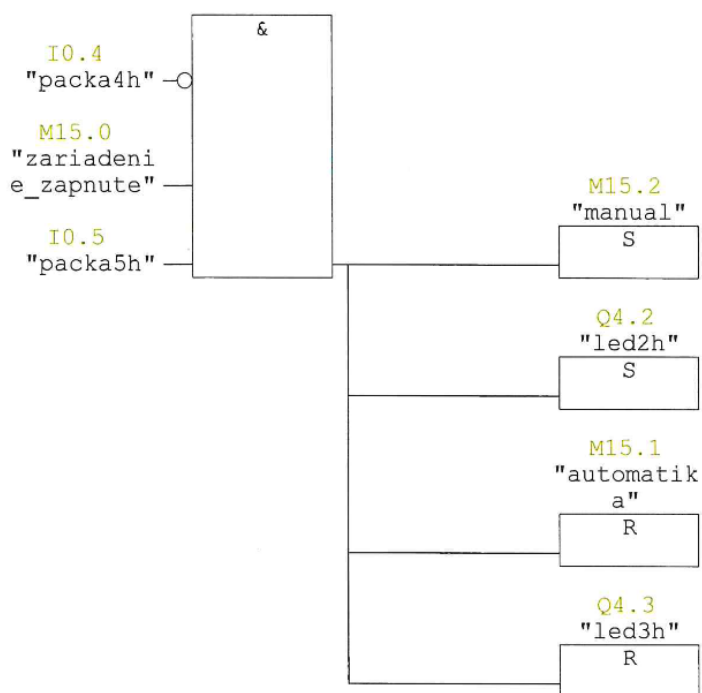 &
I0.4
"packa4h"
M15.0
"zariadeni
e_zapnute"
I0.5
"packa5h"
M15.2
"manual"
S
Q4.2
"led2h"
S
M15.1
"automatik
a"
R
Q4.3
"led3h"
R